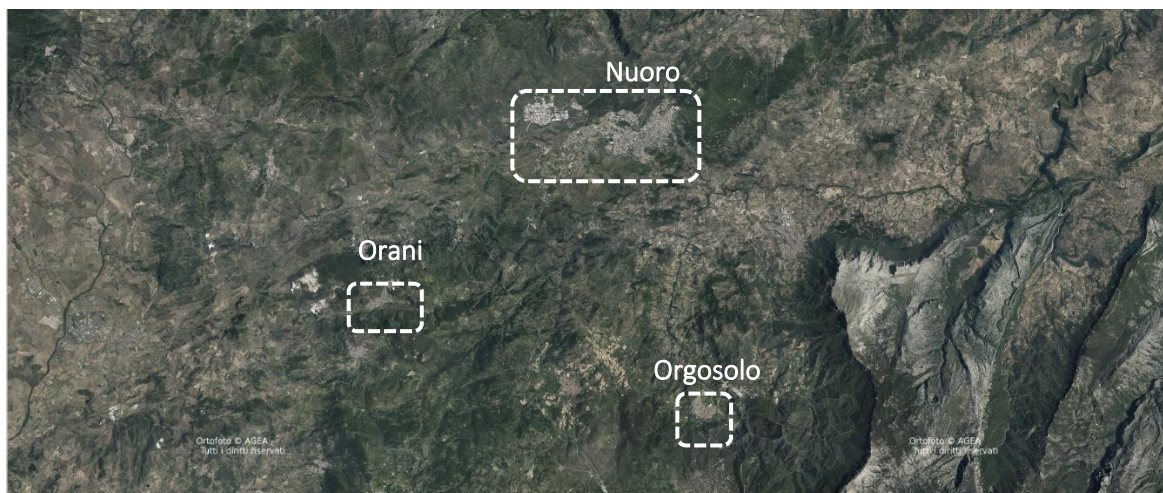 Nuoro
Orani
Orgosolo
Ortofoto © AGEA
Tutti i diritti riservati
Ortofoto © AGEA
Tutti i diritti riservati